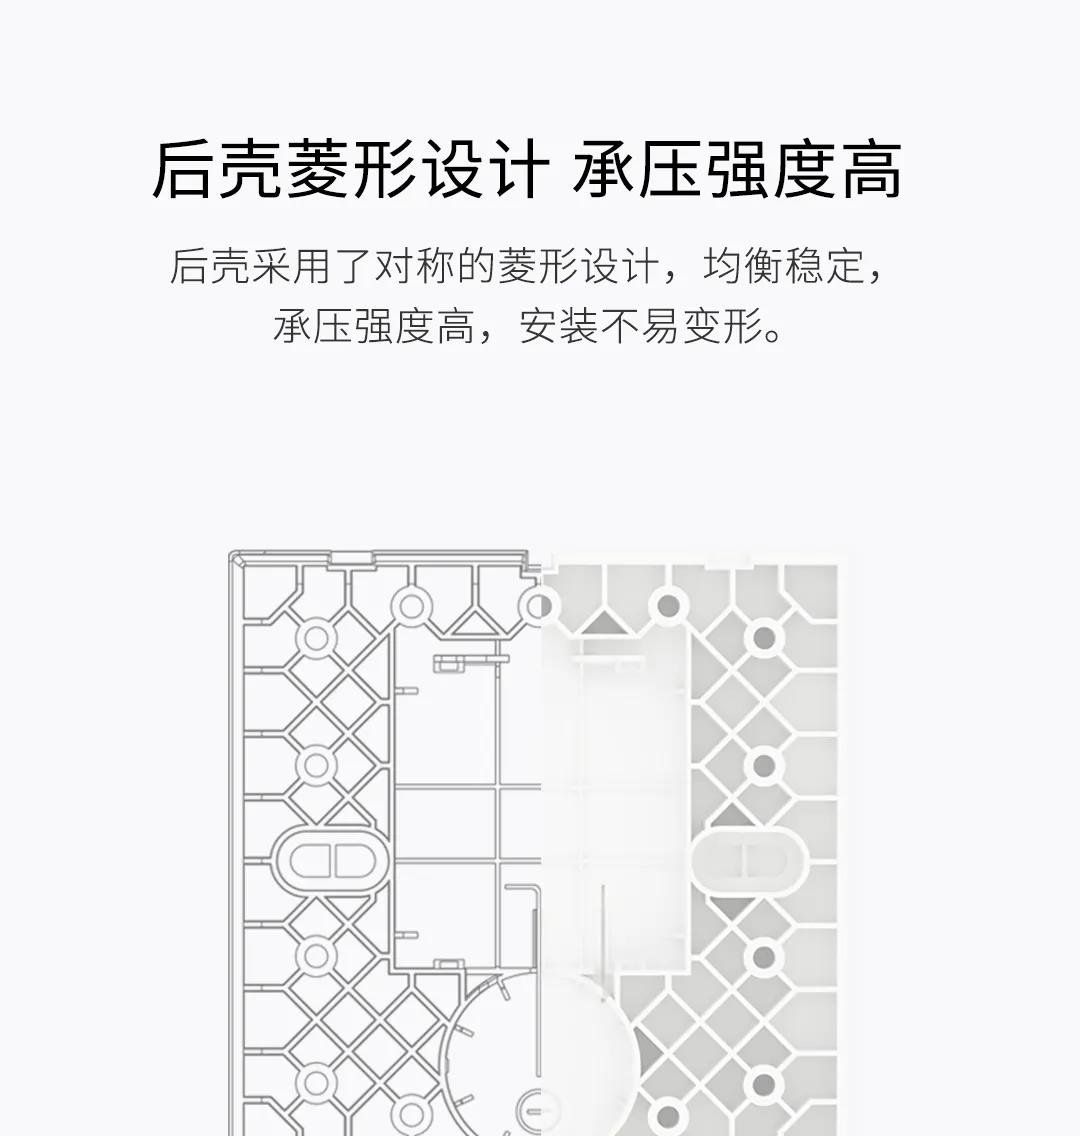 后壳菱形设计 承压强度高
后壳采用了对称的菱形设计，均衡稳定，
承压强度高，安装不易变形。